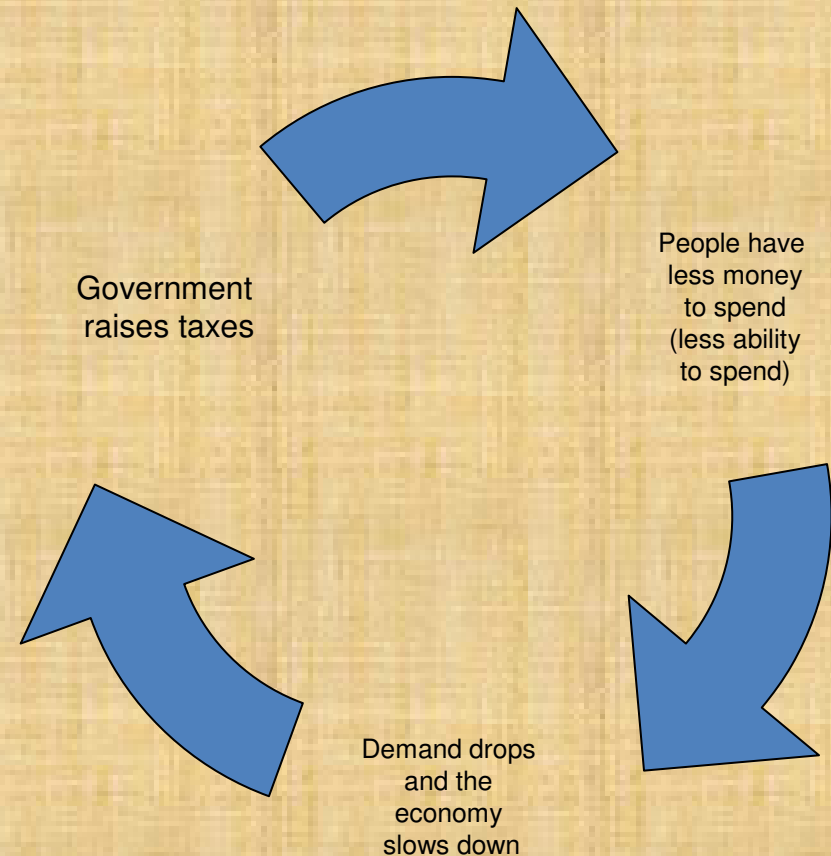 Government
raises taxes
People have
less money
to spend
(less ability
to spend)
Demand drops
and the
economy
slows down